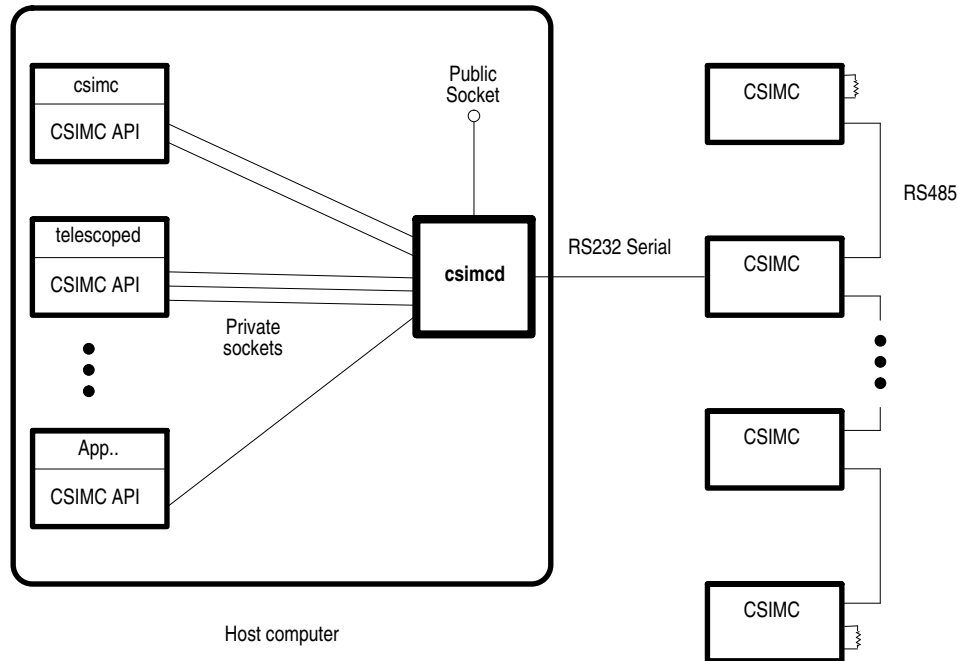 csimc
CSIMC API
telescoped
CSIMC API
App..
CSIMC API
Private
sockets
Public
Socket
csimcd
RS232 Serial
CSIMC
CSIMC
CSIMC
CSIMC
RS485
Host computer